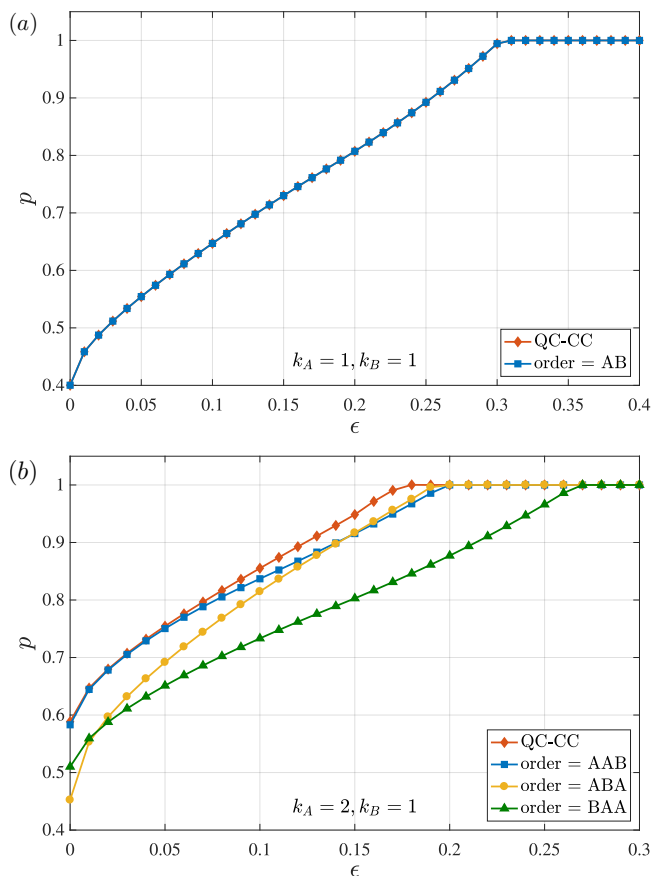 (a)
1
0.9
0.8
0.7
0.6
0.5
0.4
p
0 0.05 0.1 0.15 0.2 0.25 0.3 0.35 0.4
ϵ
k_A = 1, k_B = 1
QC-CC
order = AB
(b)
1
0.9
0.8
0.7
0.6
0.5
0.4
p
0 0.05 0.1 0.15 0.2 0.25 0.3
ϵ
k_A = 2, k_B = 1
QC-CC
order = AAB
order = ABA
order = BAA